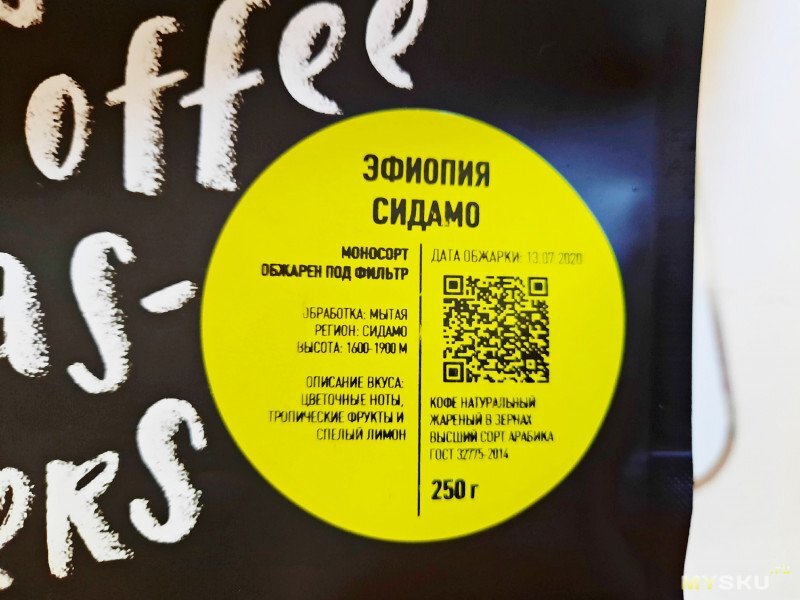 offee
as-
ers
ЭФИОПИЯ
СИДАМО
МОНОСОРТ
ОБЖАРЕН ПОД ФИЛЬТР
ОБРАБОТКА: МЫТАЯ
РЕГИОН: СИДАМО
ВЫСОТА: 1600-1900 М
ОПИСАНИЕ ВКУСА:
ЦВЕТОЧНЫЕ НОТЫ,
ТРОПИЧЕСКИЕ ФРУКТЫ И
СПЕЛЫЙ ЛИМОН
ДАТА ОБЖАРКИ: 13.07.2020
КОФЕ НАТУРАЛЬНЫЙ
ЖАРЕНЫЙ В ЗЕРНАХ
ВЫСШИЙ СОРТ АРАБИКА
ГОСТ 32775-2014
250 г
MYSKU.ru